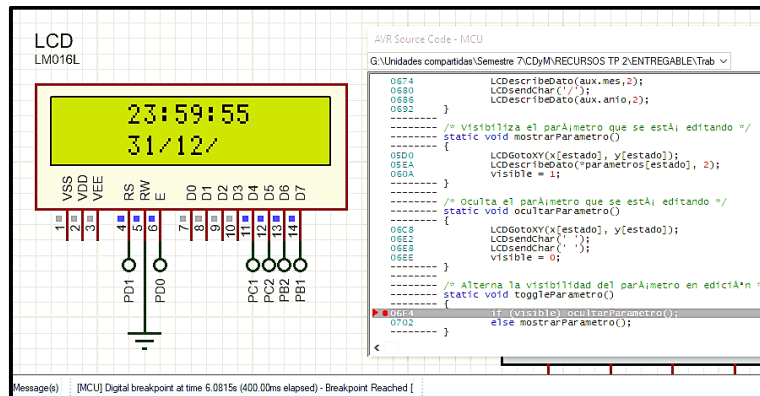 LCD
LM016L
23:59:55
31/12/
VSS
VDD
VEE
RS
RW
E
D0
D1
D2
D3
D4
D5
D6
D7
1
2
3
4
5
6
7
8
9
10
11
12
13
14
PD1
PD0
PC1
PC2
PB2
PB1
AVR Source Code - MCU
G:\Unidades compartidas\Semestre 7\CDyM\RECURSOS TP 2\ENTREGABLE\Trab
0674 LCDescribeDato(aux.mes,2);
0680 LCDsendChar('/');
0686 LCDescribeDato(aux.anio,2);
0692 }
--------
-------- /* Visibiliza el parÃ¡metro que se estÃ¡ editando */
-------- static void mostrarParametro()
-------- {
05D0 LCDGotoXY(x[estado], y[estado]);
05EA LCDescribeDato(*parametros[estado], 2);
060A visible = 1;
-------- }
--------
-------- /* Oculta el parÃ¡metro que se estÃ¡ editando */
-------- static void ocultarParametro()
-------- {
06C8 LCDGotoXY(x[estado], y[estado]);
06E2 LCDsendChar(' ');
06E8 LCDsendChar(' ');
06EE visible = 0;
-------- }
--------
-------- /* Alterna la visibilidad del parÃ¡metro en ediciÃ³n *
-------- static void toggleParametro()
-------- {
06F4 if (visible) ocultarParametro();
0702 else mostrarParametro();
-------- }
Message(s) [MCU] Digital breakpoint at time 6.0815s (400.00ms elapsed) - Breakpoint Reached [